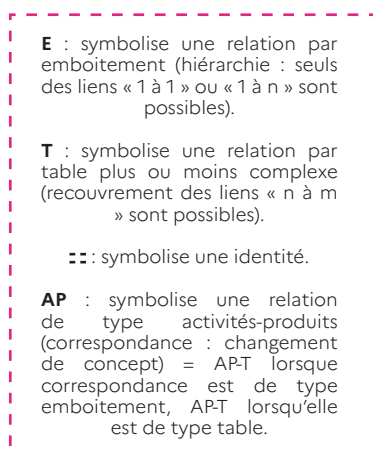 E : symbolise une relation par
emboitement (hiérarchie : seuls
des liens « 1 à 1 » ou « 1 à n » sont
possibles).
T : symbolise une relation par
table plus ou moins complexe
(recouvrement des liens « n à m
» sont possibles).
:: : symbolise une identité.
AP : symbolise une relation
de type activités-produits
(correspondance : changement
de concept) = AP-T lorsque
correspondance est de type
emboitement, AP-T lorsqu'elle
est de type table.